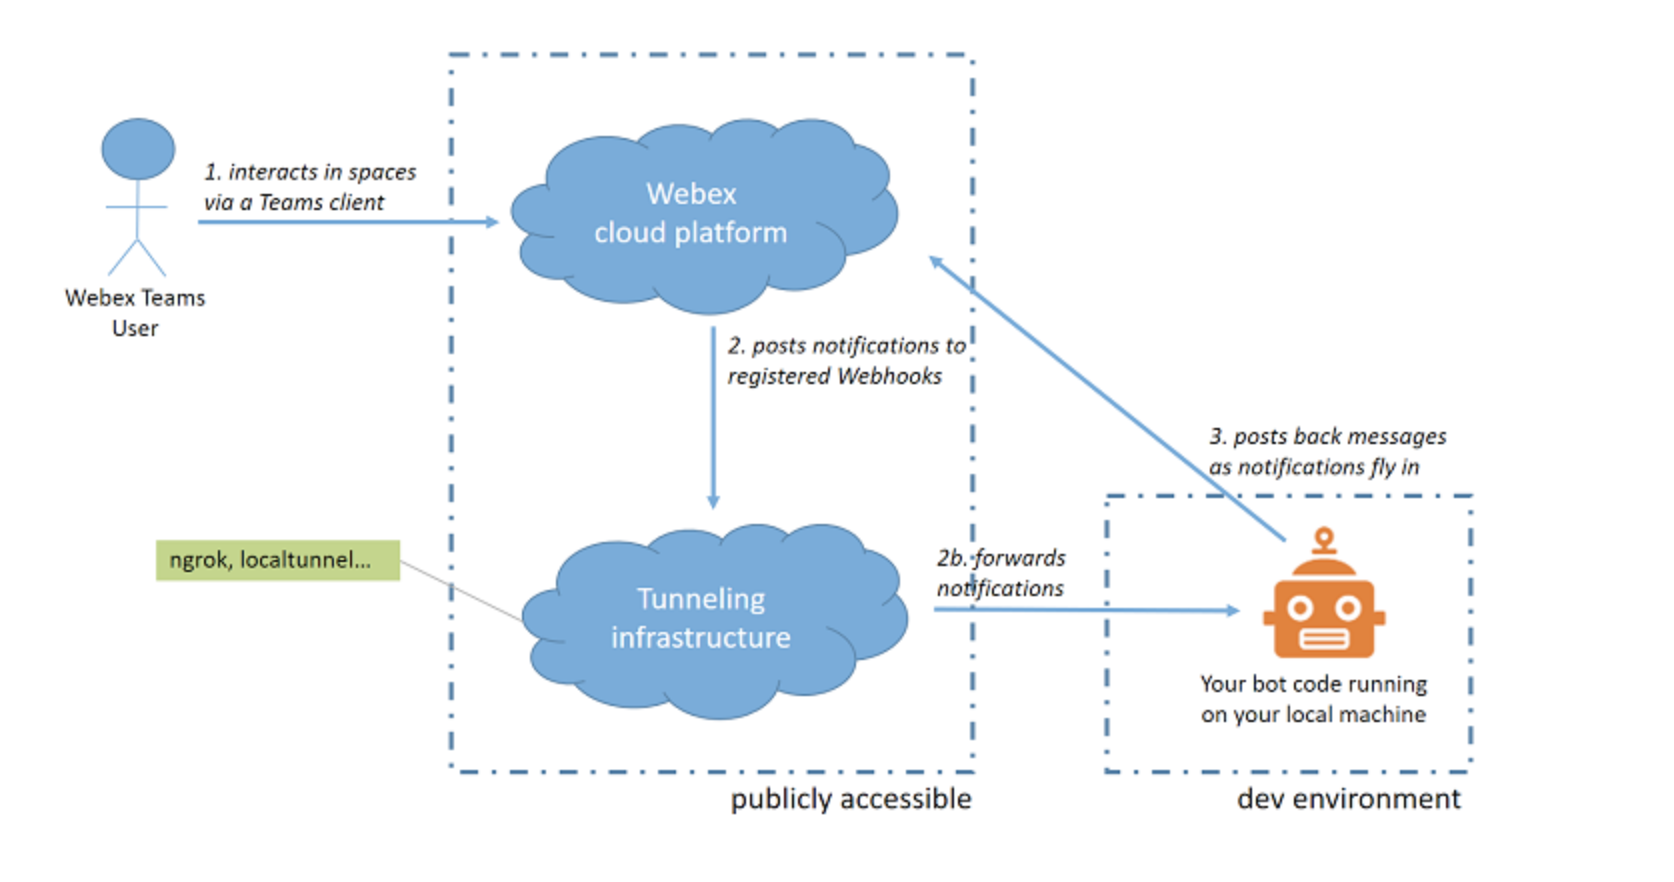 1. interacts in spaces
via a Teams client
Webex Teams
User
Webex
cloud platform
2. posts notifications to
registered Webhooks
3. posts back messages
as notifications fly in
ngrok, localtunnel...
Tunneling
infrastructure
2b. forwards
notifications
Your bot code running
on your local machine
publicly accessible
dev environment